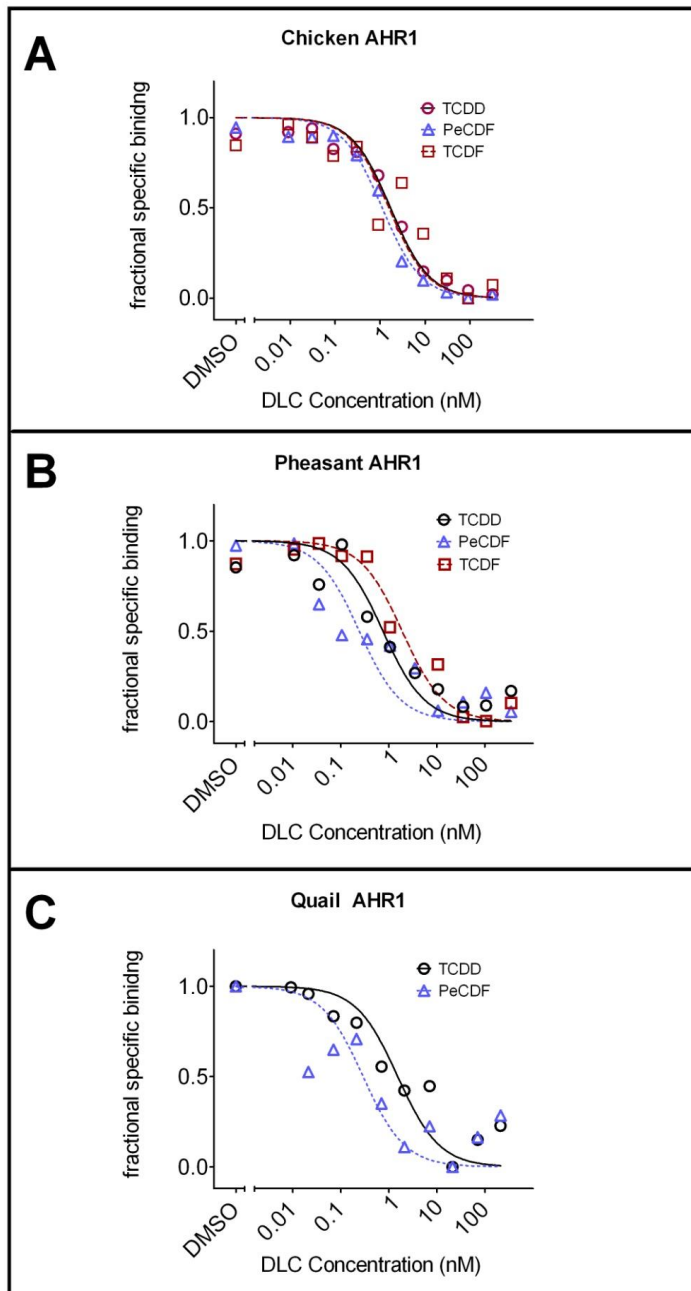 A
Chicken AHR1
fractional specific binidng
1.0
0.5
0.0
TCDD
PeCDF
TCDF
DMSO
0.01
0.1
1
10
100
DLC Concentration (nM)
B
Pheasant AHR1
fractional specific binding
1.0
0.5
0.0
TCDD
PeCDF
TCDF
DMSO
0.01
0.1
1
10
100
DLC Concentration (nM)
C
Quail AHR1
fractional specific binidng
1.0
0.5
0.0
TCDD
PeCDF
DMSO
0.01
0.1
1
10
100
DLC Concentration (nM)